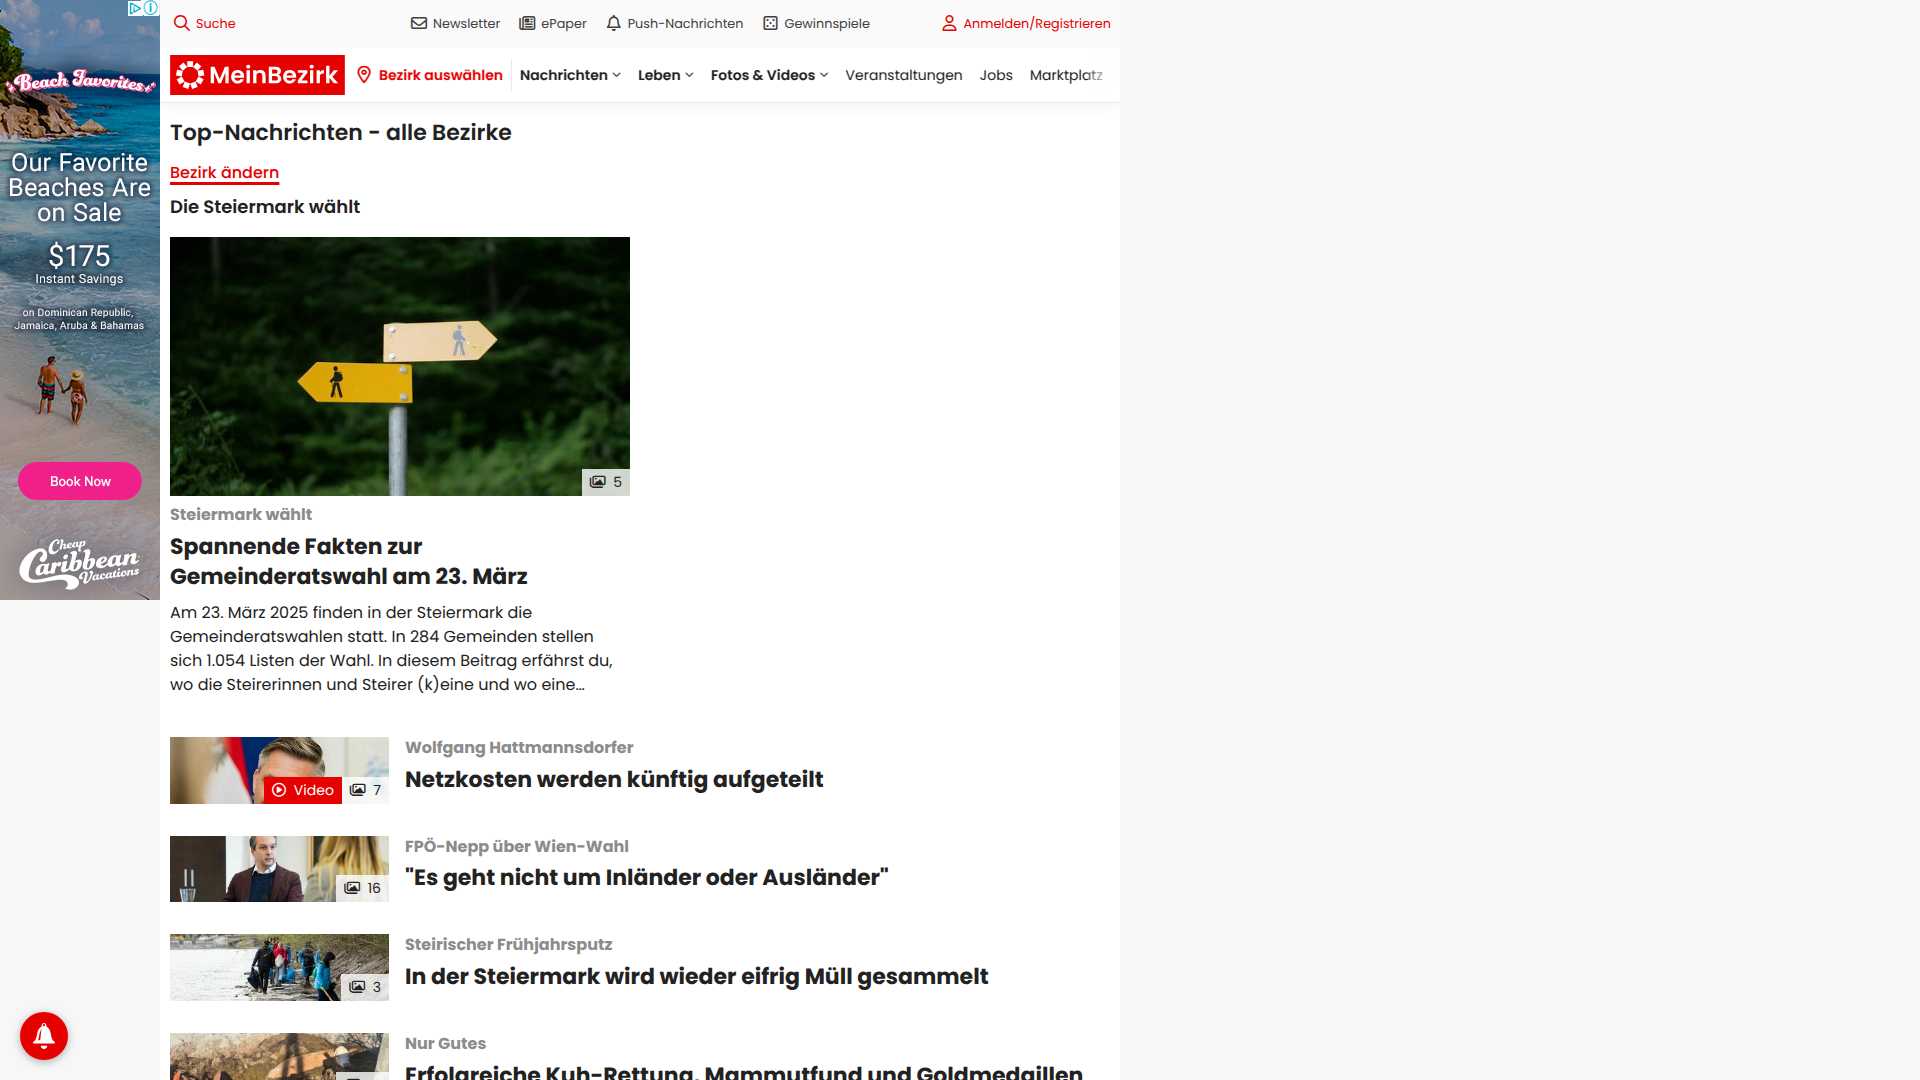 Suche
Newsletter
ePaper
Push-Nachrichten
Gewinnspiele
Anmelden/Registrieren
MeinBezirk
Bezirk auswählen
Nachrichten
Leben
Fotos & Videos
Veranstaltungen
Jobs
Marktplatz
Beach Favorites
Our Favorite
Beaches Are
on Sale
$175
Instant Savings
on Dominican Republic,
Jamaica, Aruba & Bahamas
Book Now
Cheap
Caribbean
Vacations
Top-Nachrichten - alle Bezirke
Bezirk ändern
Die Steiermark wählt
5
Steiermark wählt
Spannende Fakten zur
Gemeinderatswahl am 23. März
Am 23. März 2025 finden in der Steiermark die
Gemeinderatswahlen statt. In 284 Gemeinden stellen
sich 1.054 Listen der Wahl. In diesem Beitrag erfährst du,
wo die Steirerinnen und Steirer (k)eine und wo eine...
Video
7
Wolfgang Hattmannsdorfer
Netzkosten werden künftig aufgeteilt
16
FPÖ-Nepp über Wien-Wahl
"Es geht nicht um Inländer oder Ausländer"
3
Steirischer Frühjahrsputz
In der Steiermark wird wieder eifrig Müll gesammelt
Nur Gutes
Erfolgreiche Kuh-Rettung, Mammutfund und Goldmedaillen